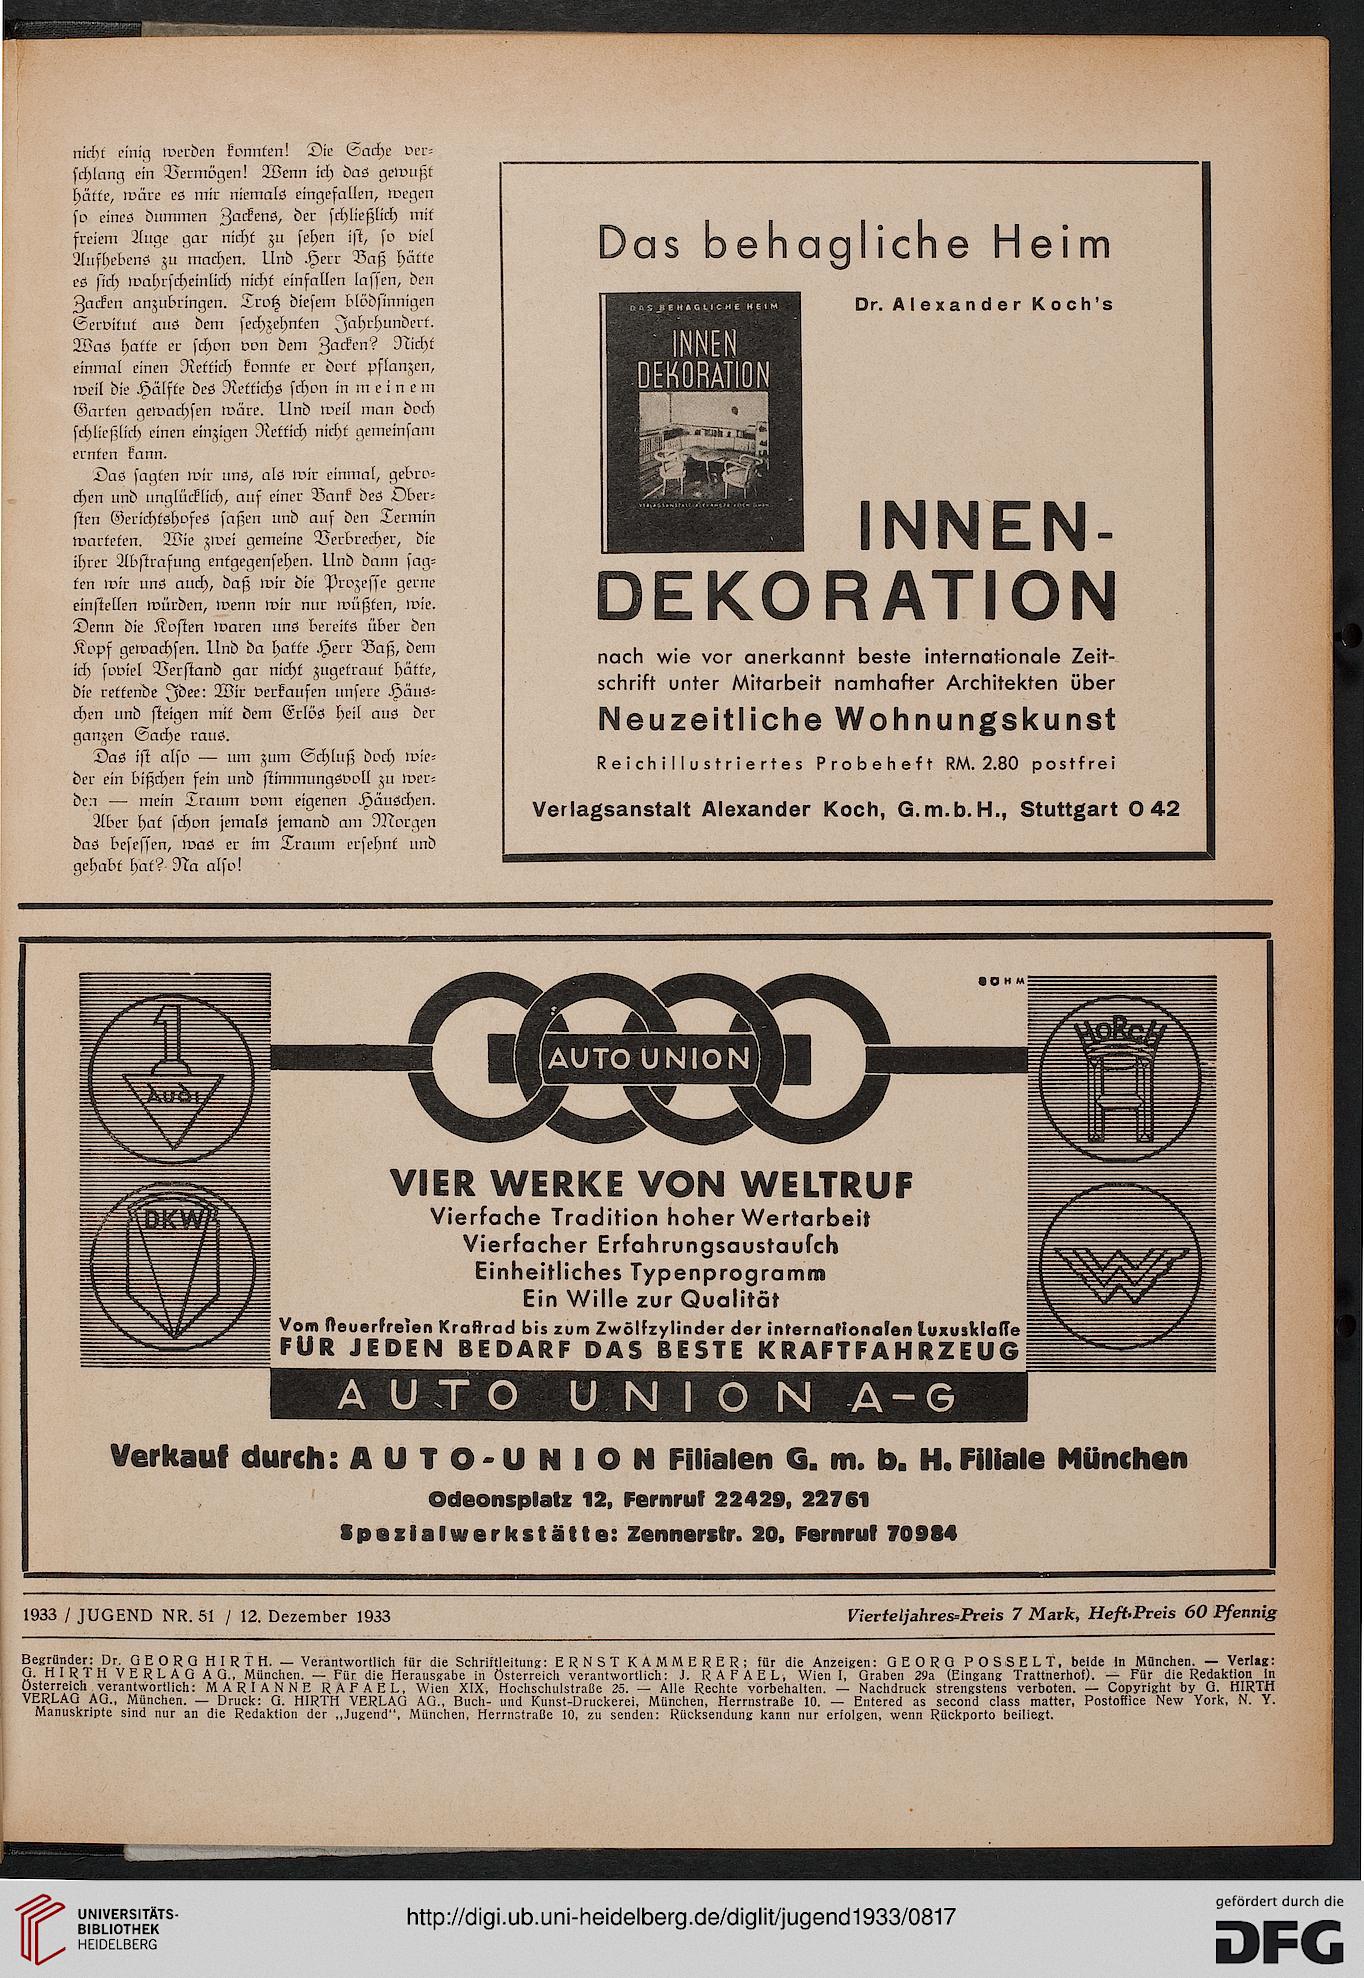 nicht einig werden konnten! Die Sache ver-
schlang ein Vermögen! Wenn ich das gewußt
hätte, wäre es mir niemals eingefallen, wegen
so eines dummen Zackens, der schließlich mit
freiem Auge gar nicht zu sehen ist, so viel
Aufhebens zu machen. Und Herr Baß hätte
es sich wahrscheinlich nicht einfallen lassen, den
Zacken anzubringen. Trotz diesem blödsinnigen
Servitut aus dem sechzehnten Jahrhundert.
Was hatte er schon von dem Zacken? Nicht
einmal einen Rettich konnte er dort pflanzen,
weil die Hälfte des Rettichs schon in meinem
Garten gewachsen wäre. Und weil man doch
schließlich einen einzigen Rettich nicht gemeinsam
ernten kann.
Das sagten wir uns, als wir einmal, gebro-
chen und unglücklich, auf einer Bank des Ober-
sten Gerichtshofes saßen und auf den Termin
warteten. Wie zwei gemeine Verbrecher, die
ihrer Abstrafung entgegensehen. Und dann sag-
ten wir uns auch, daß wir die Prozesse gerne
einstellen würden, wenn wir nur wüßten, wie.
Denn die Kosten waren uns bereits über den
Kopf gewachsen. Und da hatte Herr Baß, dem
ich soviel Verstand gar nicht zugetraut hätte,
die rettende Idee: Wir verkaufen unsere Häus-
chen und steigen mit dem Erlös heil aus der
ganzen Sache raus.
Das ist also — um zum Schluß doch wie-
der ein bißchen fein und stimmungsvoll zu wer-
den — mein Traum vom eigenen Häuschen.
Aber hat schon jemals jemand am Morgen
das besessen, was er im Traum ersehnt und
gehabt hat? Na also!
Das behagliche Heim
Dr. Alexander Koch's
DAS BEHAGLICHE HEIM
INNEN
DEKORATION
VERLAGSANSTALT ALEXANDER KOCH GMBH
INNEN-
DEKORATION
nach wie vor anerkannt beste internationale Zeit-
schrift unter Mitarbeit namhafter Architekten über
Neuzeitliche Wohnungskunst
Reichillustriertes Probeheft RM. 2.80 postfrei
Verlagsanstalt Alexander Koch, G.m.b.H., Stuttgart O 42
BÖHM
1
AUDI
AUTO UNION
HORCH
DKW
W
VIER WERKE VON WELTRUF
Vierfache Tradition hoher Wertarbeit
Vierfacher Erfahrungsaustausch
Einheitliches Typenprogramm
Ein Wille zur Qualität
Vom steuerfreien Kraftrad bis zum Zwölfzylinder der internationalen Luxusklasse
FÜR JEDEN BEDARF DAS BESTE KRAFTFAHRZEUG
AUTO UNION A-G
Verkauf durch: AUTO-UNION Filialen G. m. b. H. Filiale München
Odeonsplatz 12, Fernruf 22429, 22761
Spezialwerkstätte: Zennerstr. 20, Fernruf 70984
1933 / JUGEND NR. 51 / 12. Dezember 1933
Vierteljahres-Preis 7 Mark, Heft-Preis 60 Pfennig
Begründer: Dr. GEORG HIRTH. — Verantwortlich für die Schriftleitung: ERNST KAMMERER; für die Anzeigen: GEORG POSSELT, beide in München. — Verlag:
G. HIRTH VERLAG AG., München. — Für die Herausgabe in Österreich verantwortlich: J. RAFAEL, Wien I, Graben 29a (Eingang Trattnerhof). — Für die Redaktion in
Österreich verantwortlich: MARIANNE RAFAEL, Wien XIX, Hochschulstraße 25. — Alle Rechte vorbehalten. — Nachdruck strengstens verboten. — Copyright by G. HIRTH
VERLAG AG., München. — Druck: G. HIRTH VERLAG AG., Buch- und Kunst-Druckerei, München, Herrnstraße 10. — Entered as second class matter, Postoffice New York, N. Y.
Manuskripte sind nur an die Redaktion der „Jugend“, München, Herrnstraße 10, zu senden: Rücksendung kann nur erfolgen, wenn Rückporto beiliegt.
UNIVERSITÄTS-
BIBLIOTHEK
HEIDELBERG
http://digi.ub.uni-heidelberg.de/diglit/jugend1933/0817
gefördert durch die
DFG